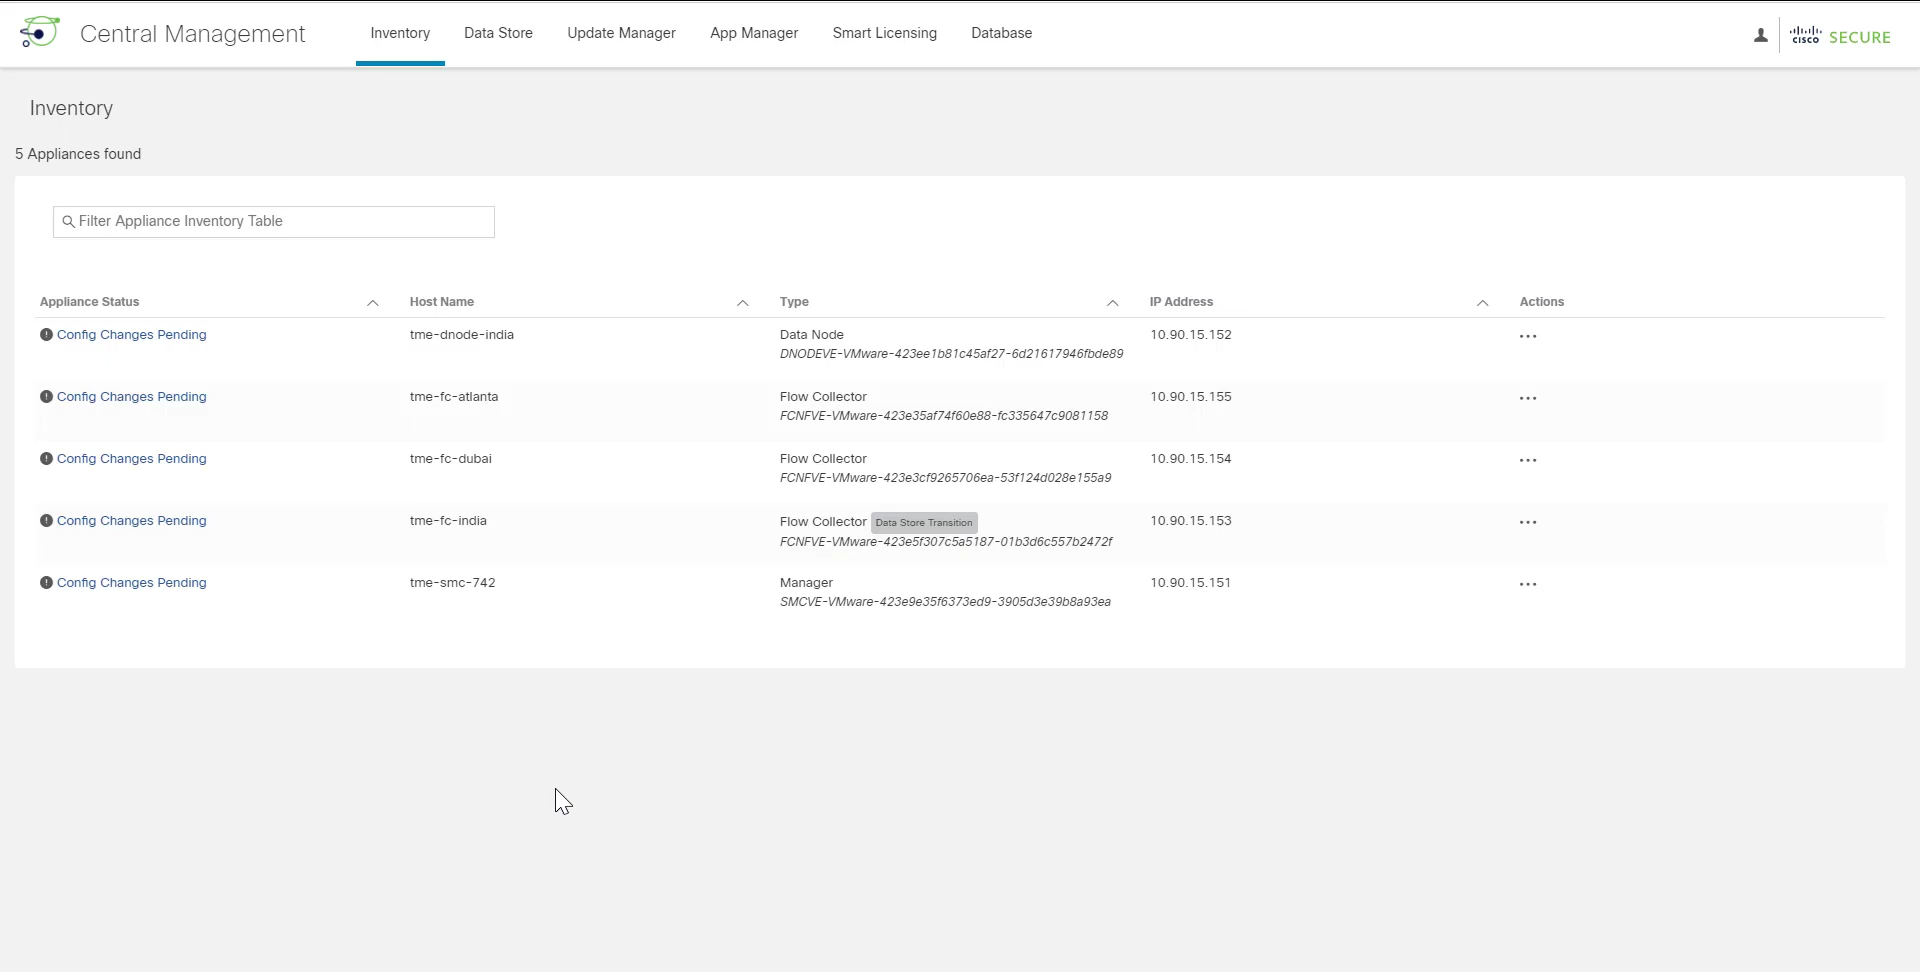 Central Management
Inventory
Data Store
Update Manager
App Manager
Smart Licensing
Database
cisco SECURE
Inventory
5 Appliances found
Filter Appliance Inventory Table
Appliance Status Host Name Type IP Address Actions
Config Changes Pending tme-dnode-india Data Node 10.90.15.152
DNODEVE-VMware-423ee1b81c45af27-6d21617946fbde89
Config Changes Pending tme-fc-atlanta Flow Collector 10.90.15.155
FCNFVE-VMware-423e35af74f60e88-fc335647c9081158
Config Changes Pending tme-fc-dubai Flow Collector 10.90.15.154
FCNFVE-VMware-423e3cf9265706ea-53f124d028e155a9
Config Changes Pending tme-fc-india Flow Collector Data Store Transition 10.90.15.153
FCNFVE-VMware-423e5f307c5a5187-01b3d6c557b2472f
Config Changes Pending tme-smc-742 Manager 10.90.15.151
SMCVE-VMware-423e9e35f6373ed9-3905d3e39b8a93ea